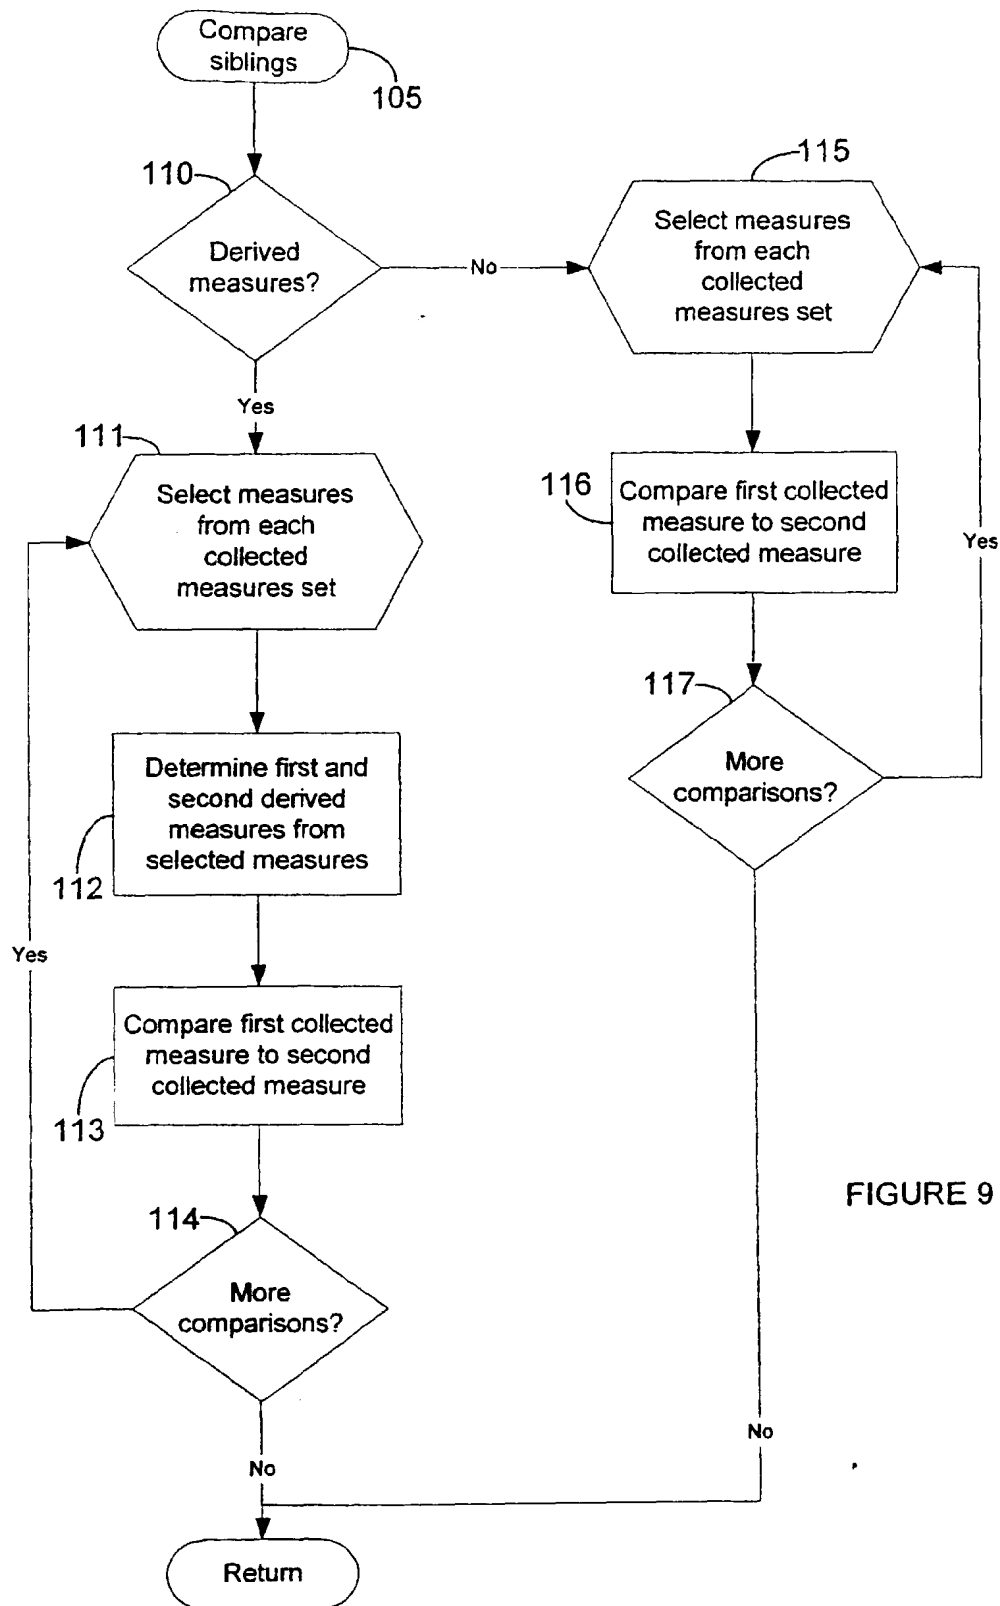 Compare
siblings
105
110
Derived
measures?
No
115
Select measures
from each
collected
measures set
Yes
111
Select measures
from each
collected
measures set
116
Compare first collected
measure to second
collected measure
Yes
117
More
comparisons?
Determine first and
second derived
measures from
selected measures
112
Yes
Compare first collected
measure to second
collected measure
113
FIGURE 9
114
More
comparisons?
No
No
Return